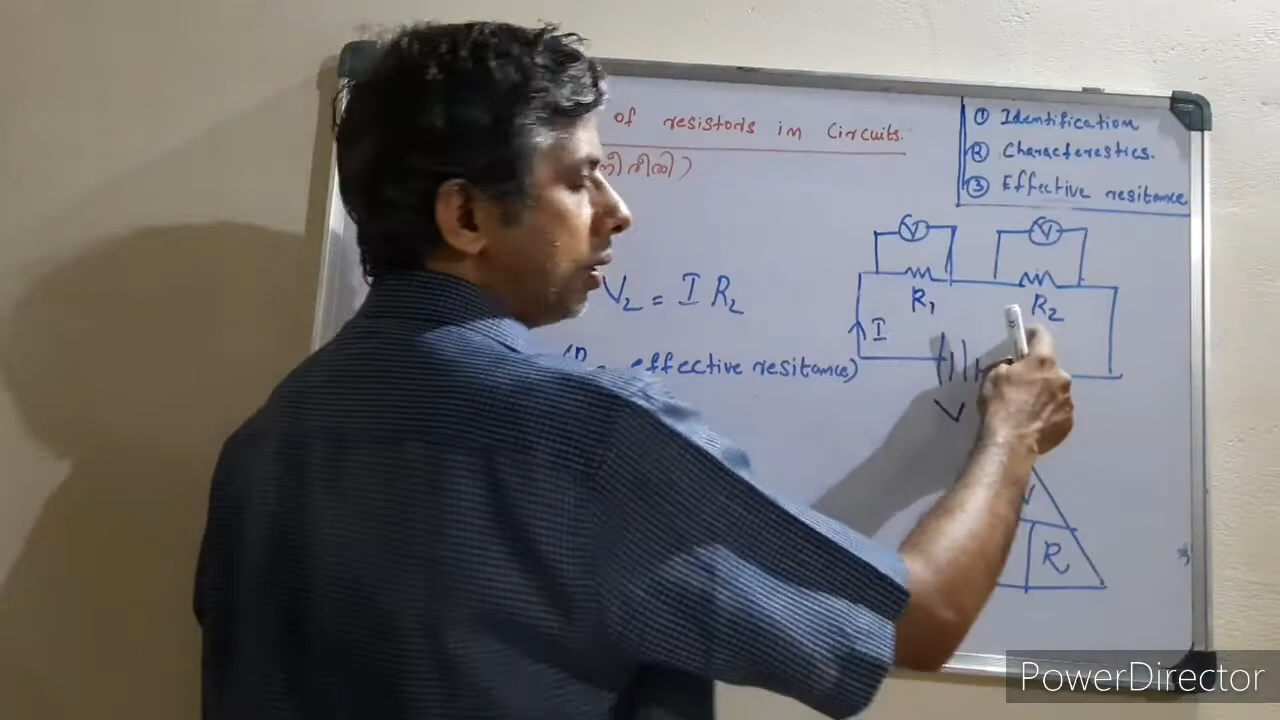 of resistors in Circuits.
നീ രീതി)
① Identification
② Characterestics.
③ Effective resitance
V
V
R₁
R₂
V₂ = I R₂
I
effective resitance)
V
V
R
PowerDirector